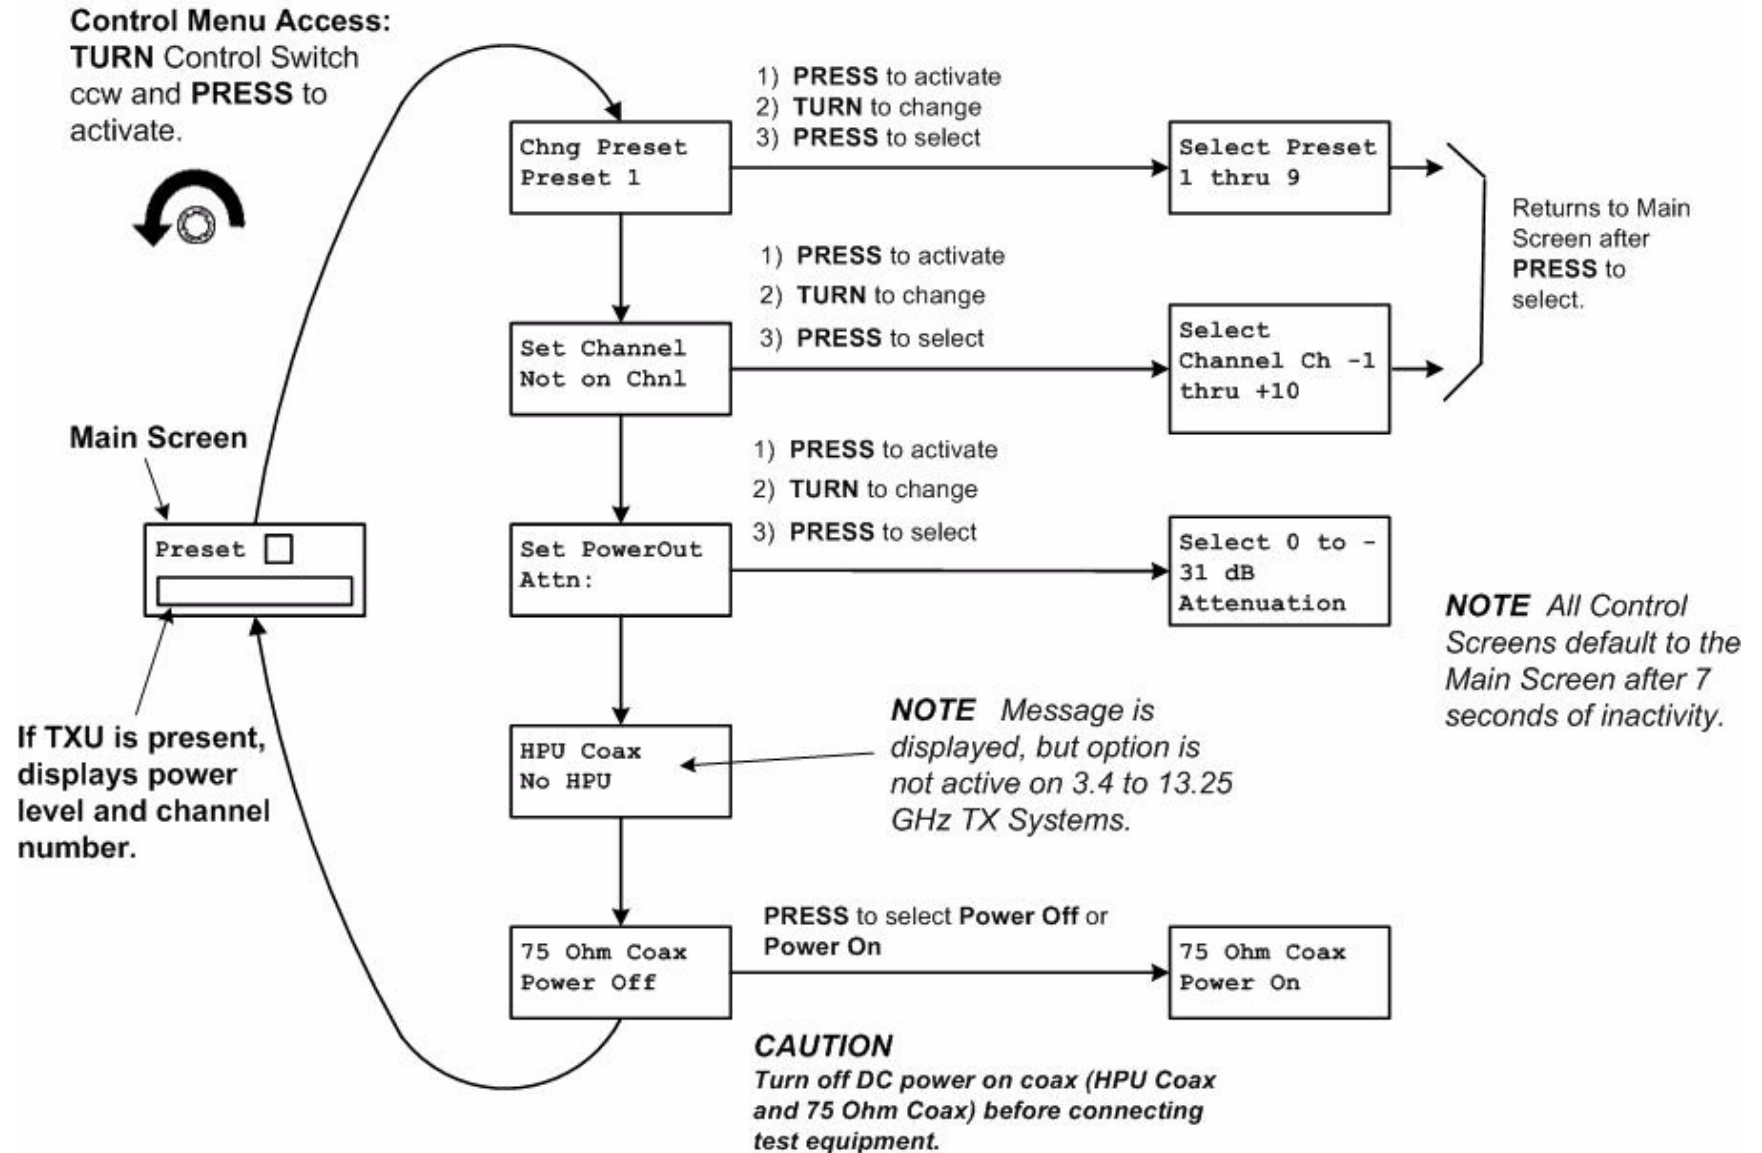 Control Menu Access:
TURN Control Switch
ccw and PRESS to
activate.
1) PRESS to activate
2) TURN to change
3) PRESS to select
Chng Preset
Preset 1
Select Preset
1 thru 9
Returns to Main
Screen after
PRESS to
select.
1) PRESS to activate
2) TURN to change
3) PRESS to select
Set Channel
Not on Chnl
Select
Channel Ch -1
thru +10
Main Screen
Preset
1) PRESS to activate
2) TURN to change
3) PRESS to select
Set PowerOut
Attn:
Select 0 to -
31 dB
Attenuation
NOTE All Control
Screens default to the
Main Screen after 7
seconds of inactivity.
If TXU is present,
displays power
level and channel
number.
HPU Coax
No HPU
NOTE Message is
displayed, but option is
not active on 3.4 to 13.25
GHz TX Systems.
75 Ohm Coax
Power Off
PRESS to select Power Off or
Power On
75 Ohm Coax
Power On
CAUTION
Turn off DC power on coax (HPU Coax
and 75 Ohm Coax) before connecting
test equipment.